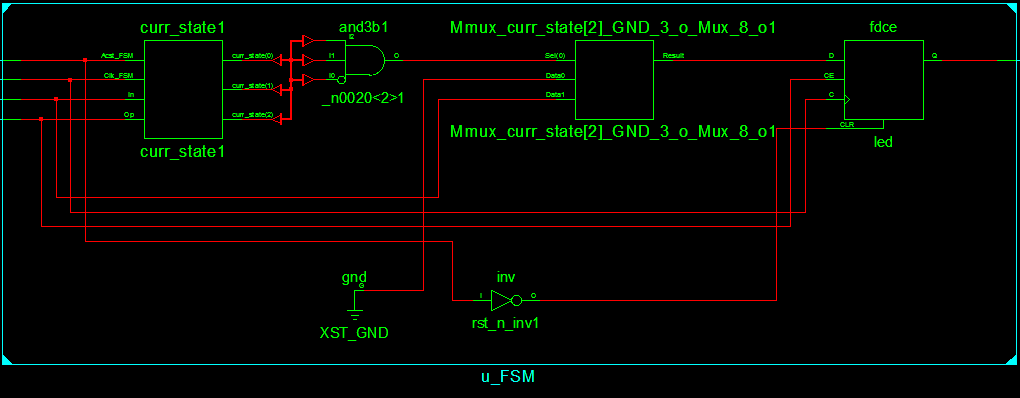 curr_state1
and3b1
Mmux_curr_state[2]_GND_3_o_Mux_8_o1
fdce
I2
Acst_FSM
curr_state(0)
I1
O
Sel(0)
Result
D
Q
Clk_FSM
I0
Data0
CE
curr_state(1)
In
_n0020<2>1
Data1
C
Op
curr_state(2)
CLR
Mmux_curr_state[2]_GND_3_o_Mux_8_o1
led
curr_state1
gnd
inv
G
I
O
XST_GND
rst_n_inv1
u_FSM